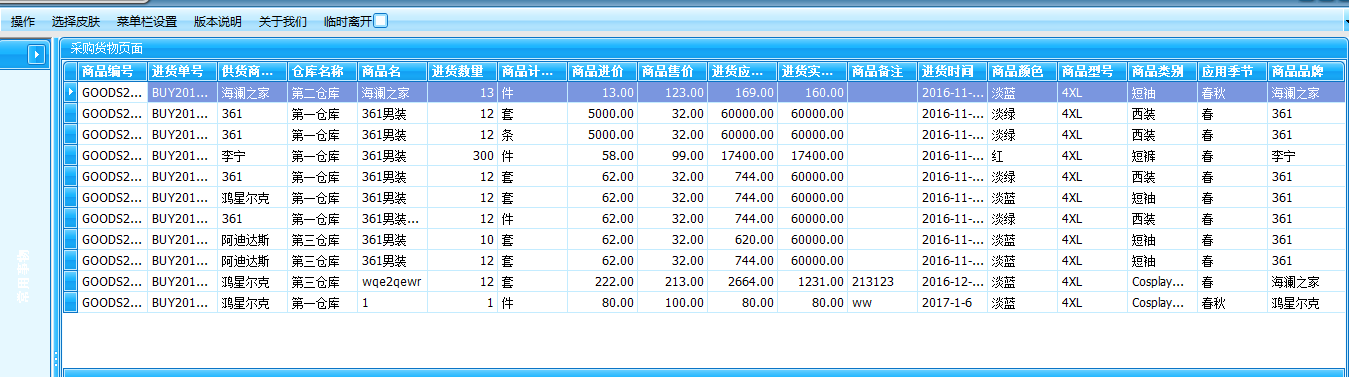 操作 选择皮肤 菜单栏设置 版本说明 关于我们 临时离开
采购货物页面
商品编号 进货单号 供货商... 仓库名称 商品名 进货数量 商品计... 商品进价 商品售价 进货应... 进货实... 商品备注 进货时间 商品颜色 商品型号 商品类别 应用季节 商品品牌
GOODS2... BUY201... 海澜之家 第二仓库 海澜之家 13 件 13.00 123.00 169.00 160.00 2016-11-... 淡蓝 4XL 短袖 春秋 海澜之家
GOODS2... BUY201... 361 第一仓库 361男装 12 套 5000.00 32.00 60000.00 60000.00 2016-11-... 淡绿 4XL 西装 春 361
GOODS2... BUY201... 361 第一仓库 361男装 12 条 5000.00 32.00 60000.00 60000.00 2016-11-... 淡绿 4XL 西装 春 361
GOODS2... BUY201... 李宁 第一仓库 361男装 300 件 58.00 99.00 17400.00 17400.00 2016-11-... 红 4XL 短裤 春 李宁
GOODS2... BUY201... 361 第一仓库 361男装 12 套 62.00 32.00 744.00 60000.00 2016-11-... 淡绿 4XL 西装 春 361
GOODS2... BUY201... 鸿星尔克 第一仓库 361男装 12 套 62.00 32.00 744.00 60000.00 2016-11-... 淡蓝 4XL 短袖 春 361
GOODS2... BUY201... 361 第一仓库 361男装... 12 件 62.00 32.00 744.00 60000.00 2016-11-... 淡绿 4XL 西装 春 361
GOODS2... BUY201... 阿迪达斯 第三仓库 361男装 10 套 62.00 32.00 620.00 60000.00 2016-11-... 淡蓝 4XL 短袖 春 361
GOODS2... BUY201... 阿迪达斯 第三仓库 361男装 12 套 62.00 32.00 744.00 60000.00 2016-11-... 淡蓝 4XL 短袖 春 361
GOODS2... BUY201... 鸿星尔克 第三仓库 wqe2qewr 12 套 222.00 213.00 2664.00 1231.00 213123 2016-12-... 淡蓝 4XL Cosplay... 春 海澜之家
GOODS2... BUY201... 鸿星尔克 第一仓库 1 1 件 80.00 100.00 80.00 80.00 ww 2017-1-6 淡蓝 4XL Cosplay... 春秋 鸿星尔克